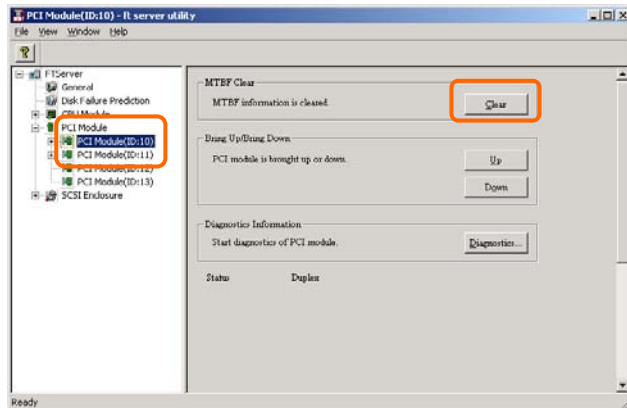 PCI Module(ID:10) - ft server utility
File View Window Help
FTServer
General
Disk Failure Prediction
CPU Module
PCI Module
PCI Module(ID:10)
PCI Module(ID:11)
PCI Module(ID:12)
PCI Module(ID:13)
SCSI Enclosure
MTBF Clear
MTBF information is cleared.
Clear
Bring Up/Bring Down
PCI module is brought up or down.
Up
Down
Diagnostics Information
Start diagnostics of PCI module.
Diagnostics...
Status Duplex
Ready